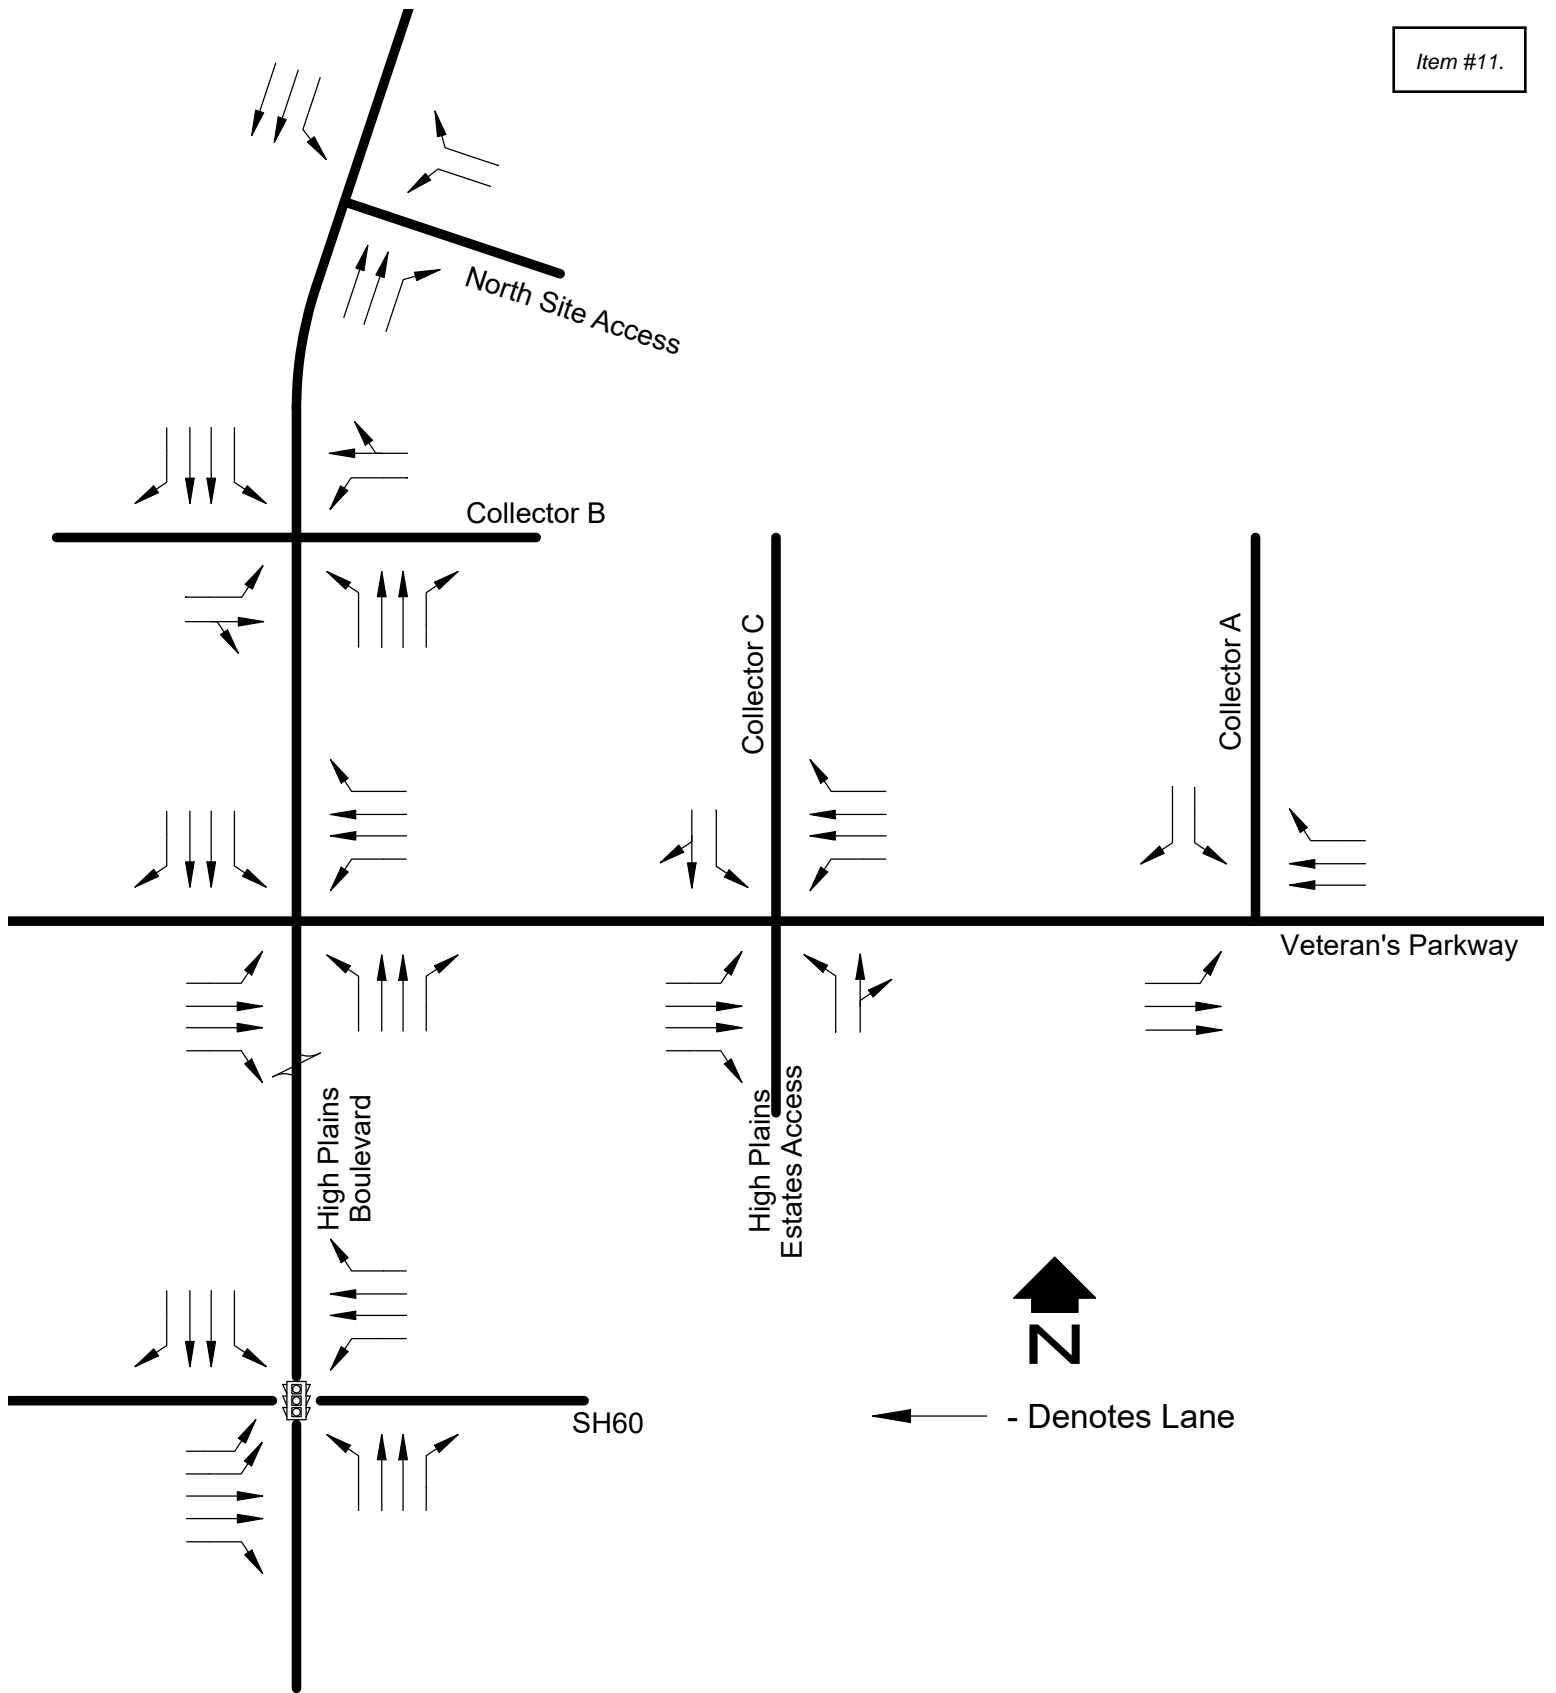 Item #11.
North Site Access
Collector B
Collector C
Collector A
Veteran's Parkway
High Plains
Boulevard
High Plains
Estates Access
N
- Denotes Lane
SH60